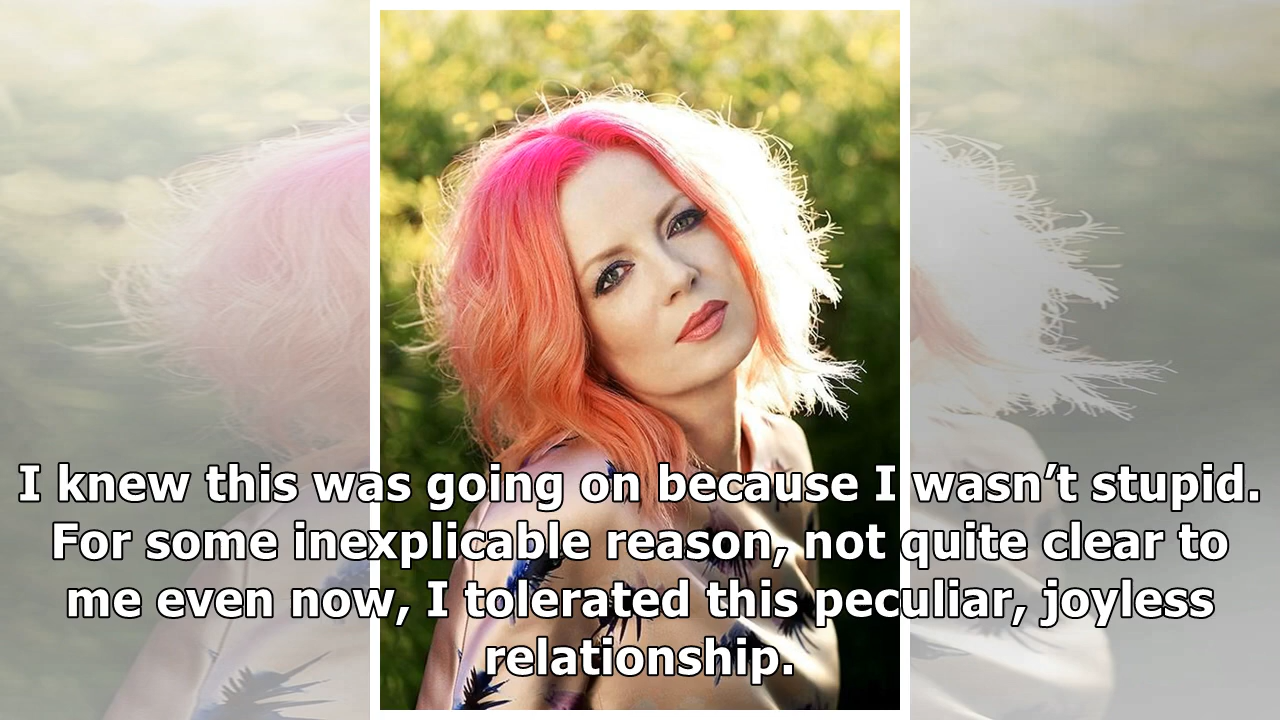 I knew this was going on because I wasn’t stupid.
For some inexplicable reason, not quite clear to
me even now, I tolerated this peculiar, joyless
relationship.